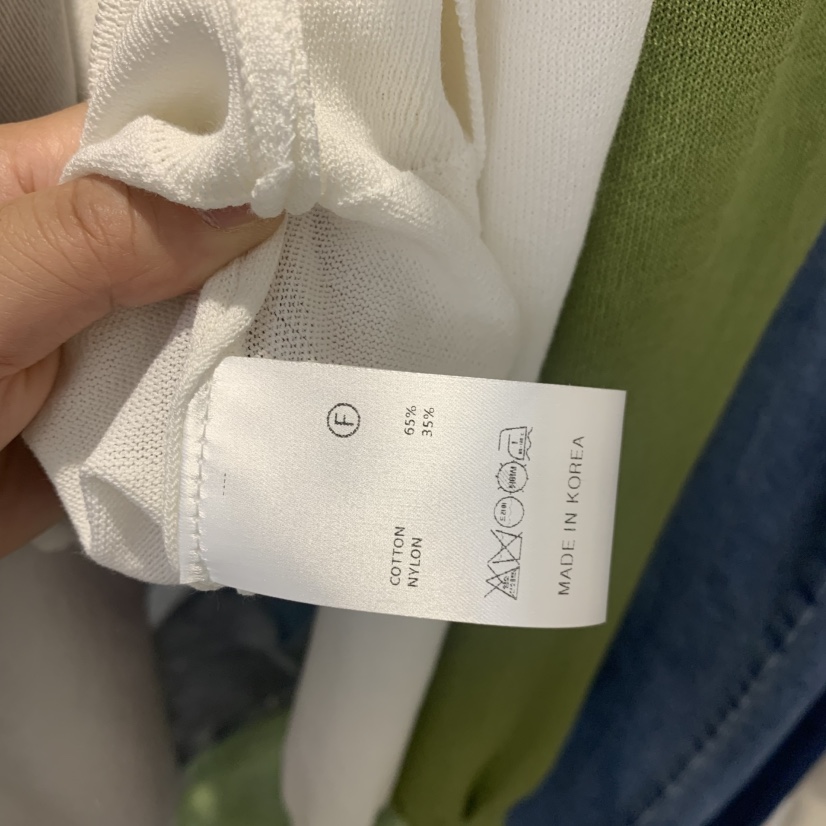 F
COTTON 65%
NYLON 35%
MADE IN KOREA